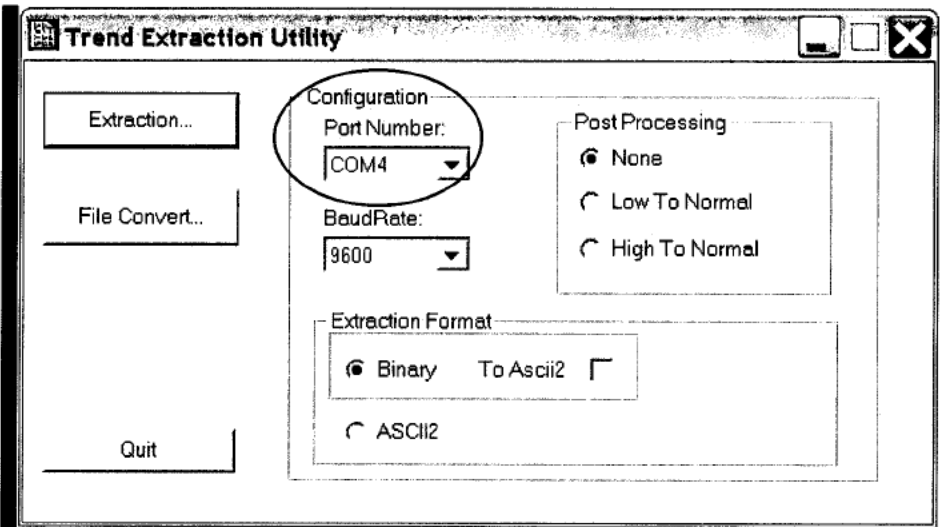 Trend Extraction Utility
Extraction...
File Convert...
Quit
Configuration
Port Number:
COM4
BaudRate:
9600
Post Processing
None
Low To Normal
High To Normal
Extraction Format
Binary To Ascii2
ASCII2